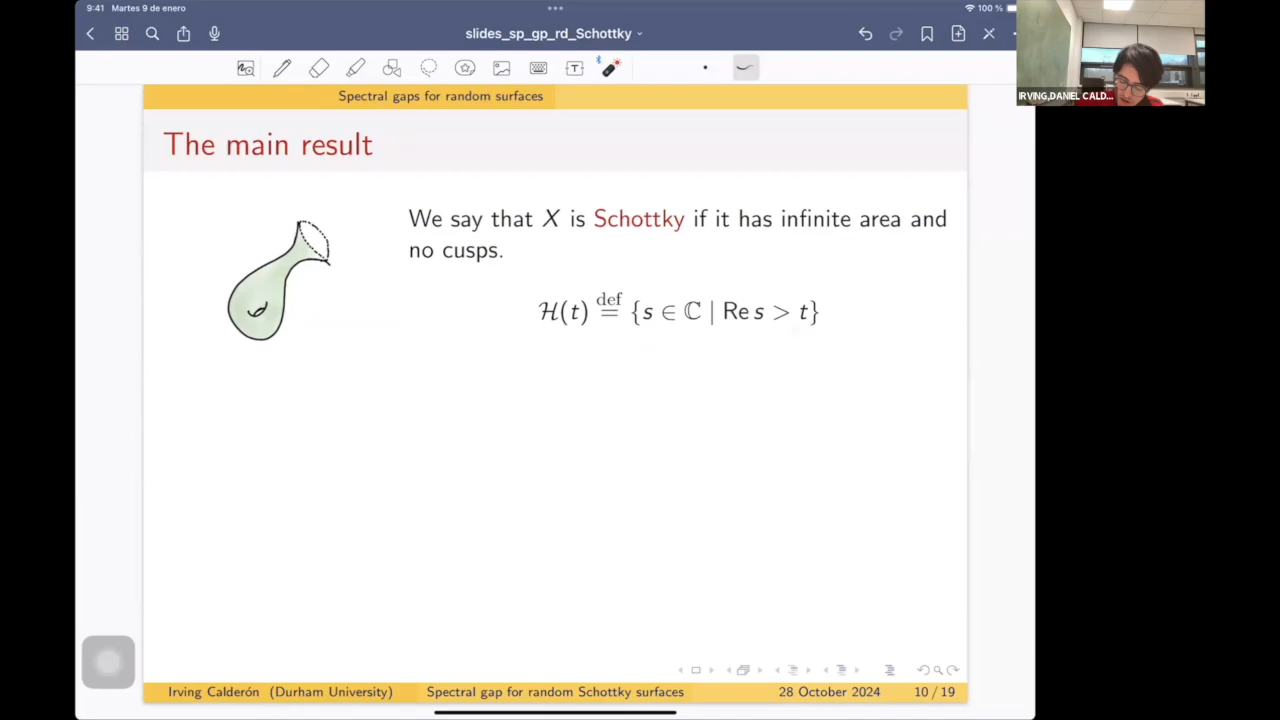 9:41 Martes 9 de enero
100 %
slides_sp_gp_rd_Schottky
IRVING,DANIEL CALD...
Spectral gaps for random surfaces
The main result
We say that X is Schottky if it has infinite area and
no cusps.
H(t) def= {s ∈ ℂ | Re s > t}
Irving Calderón (Durham University) Spectral gap for random Schottky surfaces 28 October 2024 10 / 19